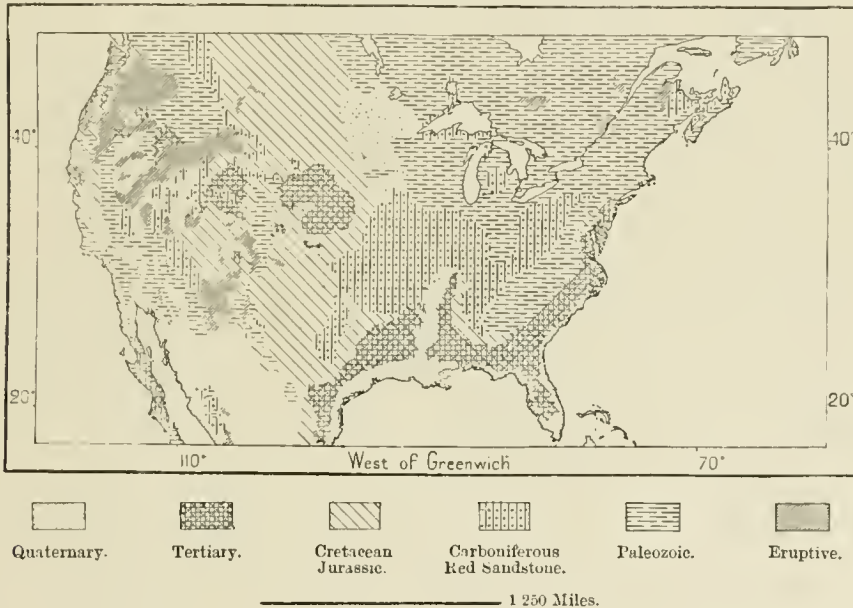 40°
40°
20°
20°
110°
West of Greenwich
70°
Quaternary.
Tertiary.
Cretacean
Jurassic.
Carboniferous
Red Sandstone.
Paleozoic.
Eruptive.
1 250 Miles.